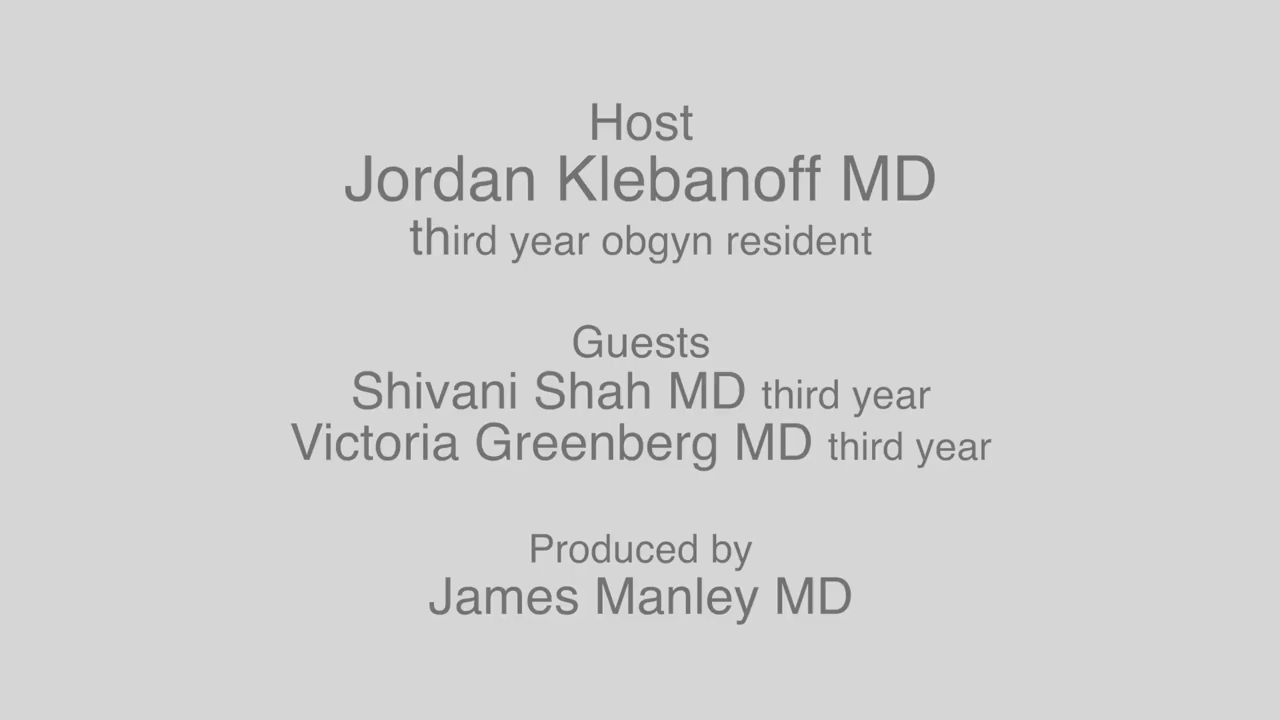 Host
Jordan Klebanoff MD
third year obgyn resident
Guests
Shivani Shah MD third year
Victoria Greenberg MD third year
Produced by
James Manley MD